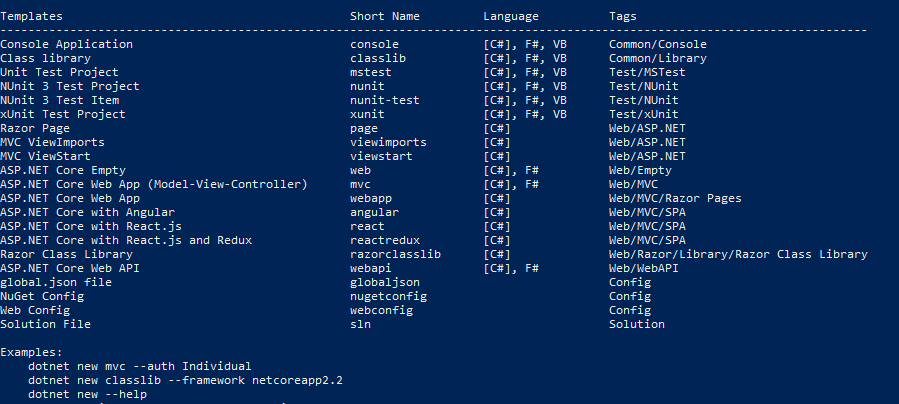 Templates Short Name Language Tags
----------------------------------------------------------------------------------------------------------------------------
Console Application console [C#], F#, VB Common/Console
Class library classlib [C#], F#, VB Common/Library
Unit Test Project mstest [C#], F#, VB Test/MSTest
NUnit 3 Test Project nunit [C#], F#, VB Test/NUnit
NUnit 3 Test Item nunit-test [C#], F#, VB Test/NUnit
xUnit Test Project xunit [C#], F#, VB Test/xUnit
Razor Page page [C#] Web/ASP.NET
MVC ViewImports viewimports [C#] Web/ASP.NET
MVC ViewStart viewstart [C#] Web/ASP.NET
ASP.NET Core Empty web [C#], F# Web/Empty
ASP.NET Core Web App (Model-View-Controller) mvc [C#], F# Web/MVC
ASP.NET Core Web App webapp [C#] Web/MVC/Razor Pages
ASP.NET Core with Angular angular [C#] Web/MVC/SPA
ASP.NET Core with React.js react [C#] Web/MVC/SPA
ASP.NET Core with React.js and Redux reactredux [C#] Web/MVC/SPA
Razor Class Library razorclasslib [C#] Web/Razor/Library/Razor Class Library
ASP.NET Core Web API webapi [C#], F# Web/WebAPI
global.json file globaljson Config
NuGet Config nugetconfig Config
Web Config webconfig Config
Solution File sln Solution
Examples:
dotnet new mvc --auth Individual
dotnet new classlib --framework netcoreapp2.2
dotnet new --help